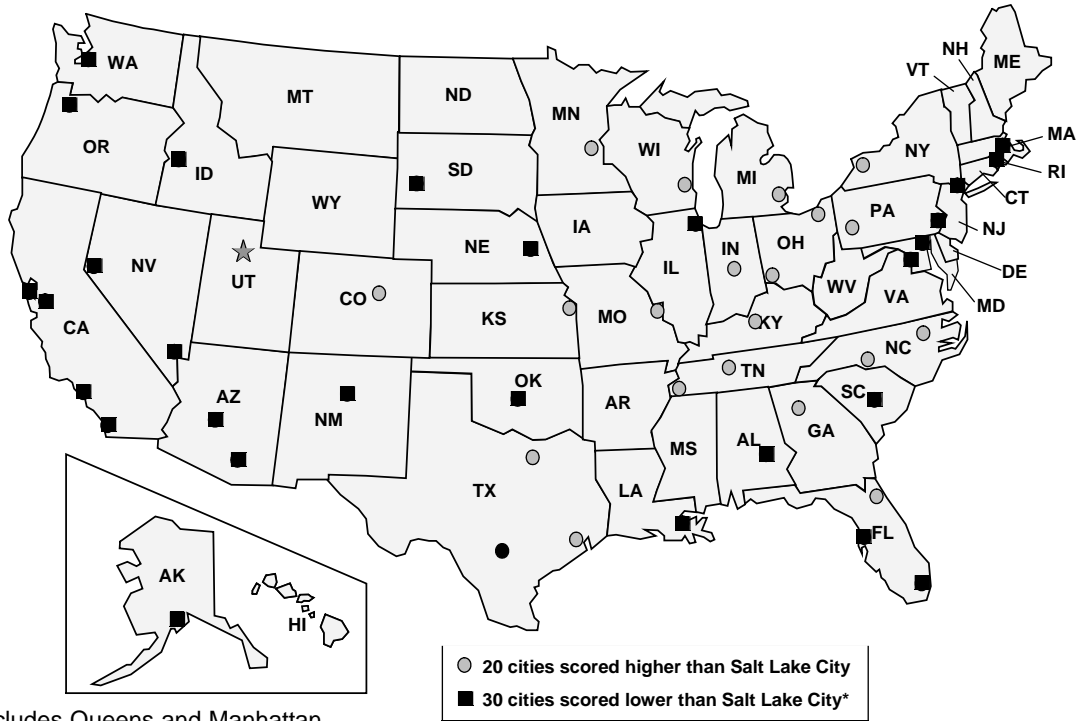 NH
VT
ME
WA
MT
ND
MN
OR
ID
SD
WI
MI
NY
MA
RI
CT
WY
IA
PA
NJ
NE
IL
IN
OH
DE
NV
UT
CO
KS
MO
WV
VA
MD
CA
KY
NC
AZ
NM
OK
AR
TN
SC
TX
LA
MS
AL
GA
FL
AK
HI
20 cities scored higher than Salt Lake City
30 cities scored lower than Salt Lake City*
cludes Queens and Manhattan